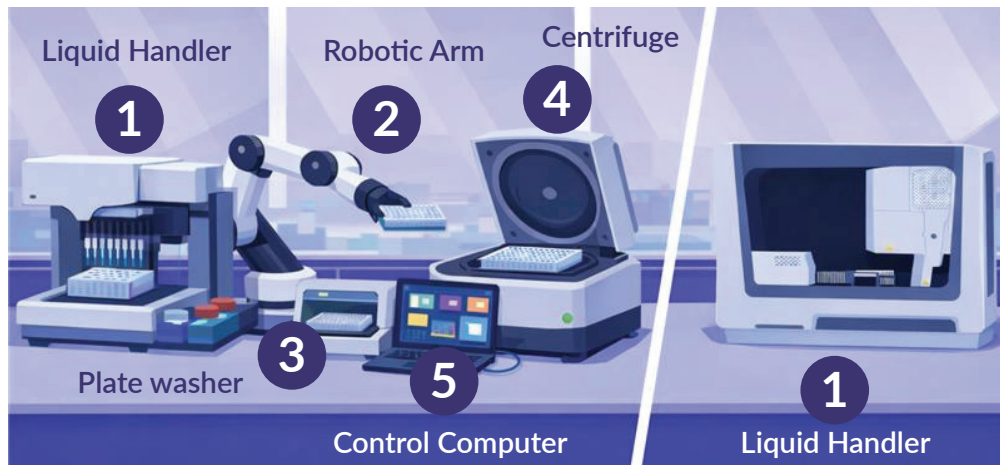 Liquid Handler
1
Robotic Arm
2
Centrifuge
4
Plate washer
3
5
Control Computer
1
Liquid Handler